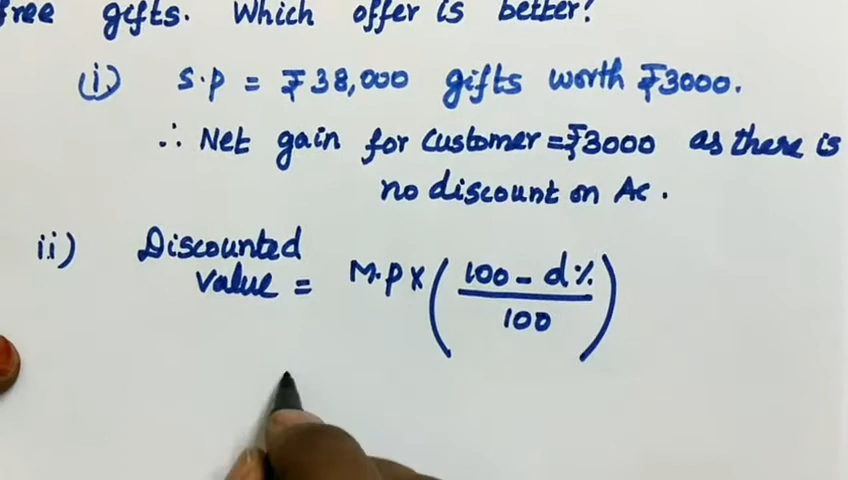 free gifts. Which offer is better?
(i) S.P = ₹38,000 gifts worth ₹3000.
∴ Net gain for customer = ₹3000 as there is
no discount on Ac.
ii) Discounted
value = M.P x ( 100 - d% / 100 )